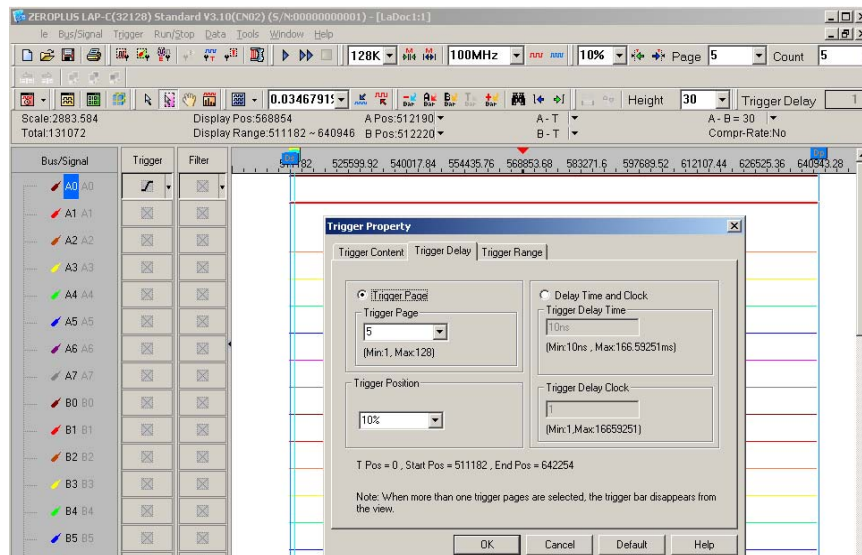 ZEROPLUS LAP-C(32128) Standard V3.10(CN02) (S/N:00000000001) - [LaDoc1:1]
le Bus/Signal Trigger Run/Stop Data Tools Window Help
128K 100MHz 10% Page 5 Count 5
0.0346791 Height 30 Trigger Delay 1
Scale:2883.584 Display Pos:568854 A Pos:512190 A - T A - B = 30
Total:131072 Display Range:511182 ~ 640946 B Pos:512220 B - T Compr-Rate:No
Bus/Signal Trigger Filter 525599.92 540017.84 554435.76 568853.68 583271.6 597689.52 612107.44 626525.36 640943.28
A0 A0
A1 A1
A2 A2
A3 A3
A4 A4
A5 A5
A6 A6
A7 A7
B0 B0
B1 B1
B2 B2
B3 B3
B4 B4
B5 B5
Trigger Property
Trigger Content Trigger Delay Trigger Range
Trigger Page
Trigger Page
5
(Min:1, Max:128)
Trigger Position
10%
Delay Time and Clock
Trigger Delay Time
10ns
(Min:10ns , Max:166.59251ms)
Trigger Delay Clock
1
(Min:1,Max:16659251)
T Pos = 0 , Start Pos = 511182 , End Pos = 642254
Note: When more than one trigger pages are selected, the trigger bar disappears from
the view.
OK Cancel Default Help